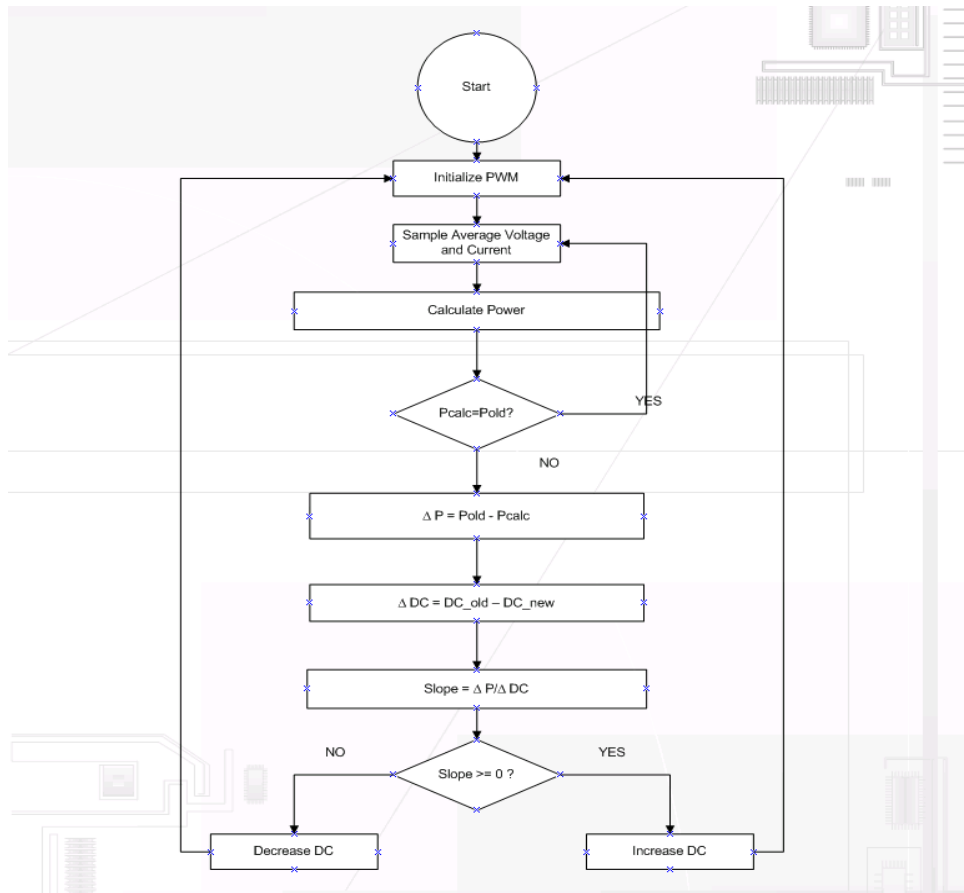 Start
Initialize PWM
Sample Average Voltage
and Current
Calculate Power
Pcalc=Pold?
YES
NO
Δ P = Pold - Pcalc
Δ DC = DC_old – DC_new
Slope = Δ P/Δ DC
NO
YES
Slope >= 0 ?
Decrease DC
Increase DC